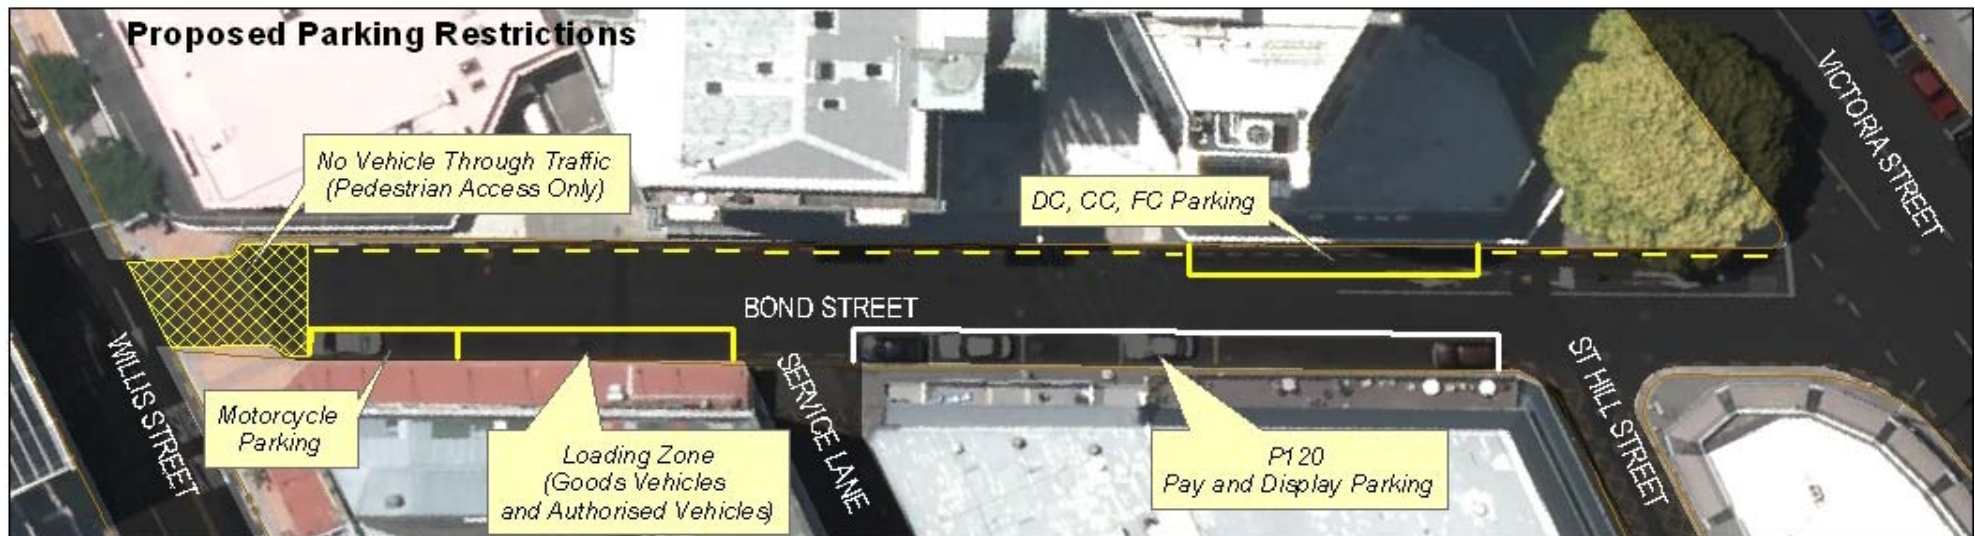 Proposed Parking Restrictions
No Vehicle Through Traffic
(Pedestrian Access Only)
DC, CC, FC Parking
VICTORIA STREET
BOND STREET
WILLIS STREET
Motorcycle
Parking
Loading Zone
(Goods Vehicles
and Authorised Vehicles)
SERVICE LANE
P120
Pay and Display Parking
ST HILL STREET